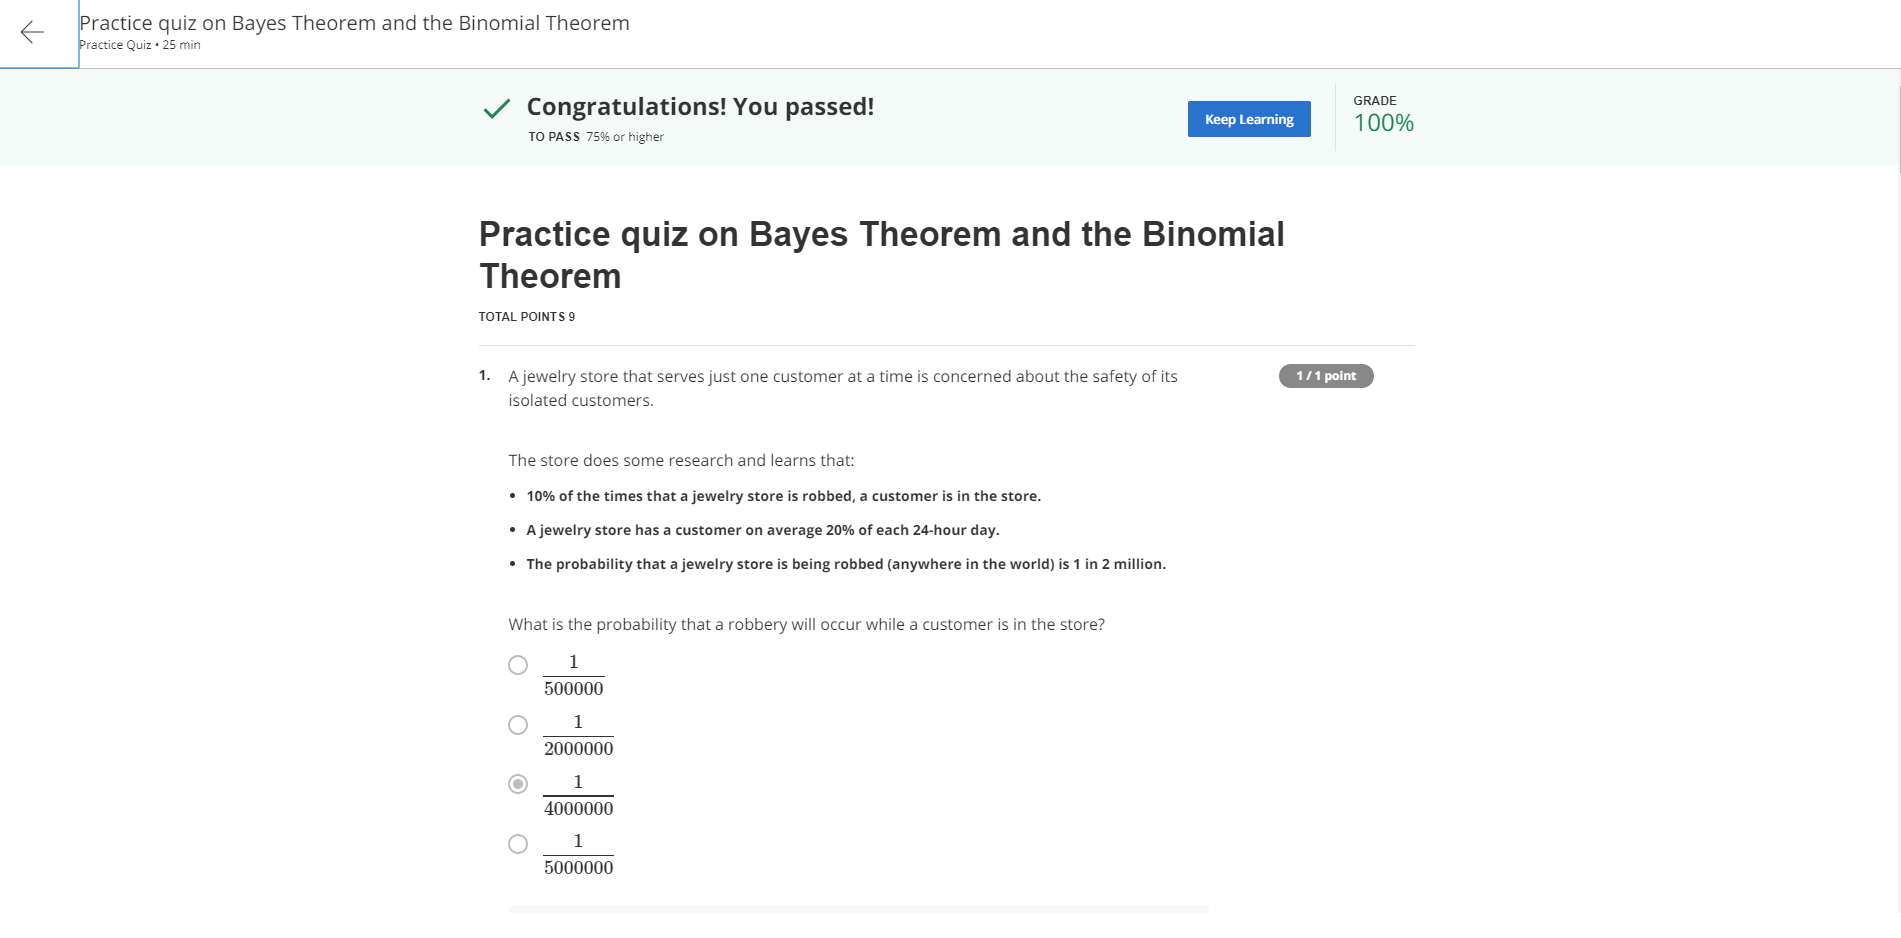 Practice quiz on Bayes Theorem and the Binomial Theorem
Practice Quiz • 25 min
Congratulations! You passed!
TO PASS 75% or higher
Keep Learning
GRADE
100%
Practice quiz on Bayes Theorem and the Binomial
Theorem
TOTAL POINTS 9
1. A jewelry store that serves just one customer at a time is concerned about the safety of its
isolated customers.
1 / 1 point
The store does some research and learns that:
• 10% of the times that a jewelry store is robbed, a customer is in the store.
• A jewelry store has a customer on average 20% of each 24-hour day.
• The probability that a jewelry store is being robbed (anywhere in the world) is 1 in 2 million.
What is the probability that a robbery will occur while a customer is in the store?
1
500000
1
2000000
1
4000000
1
5000000